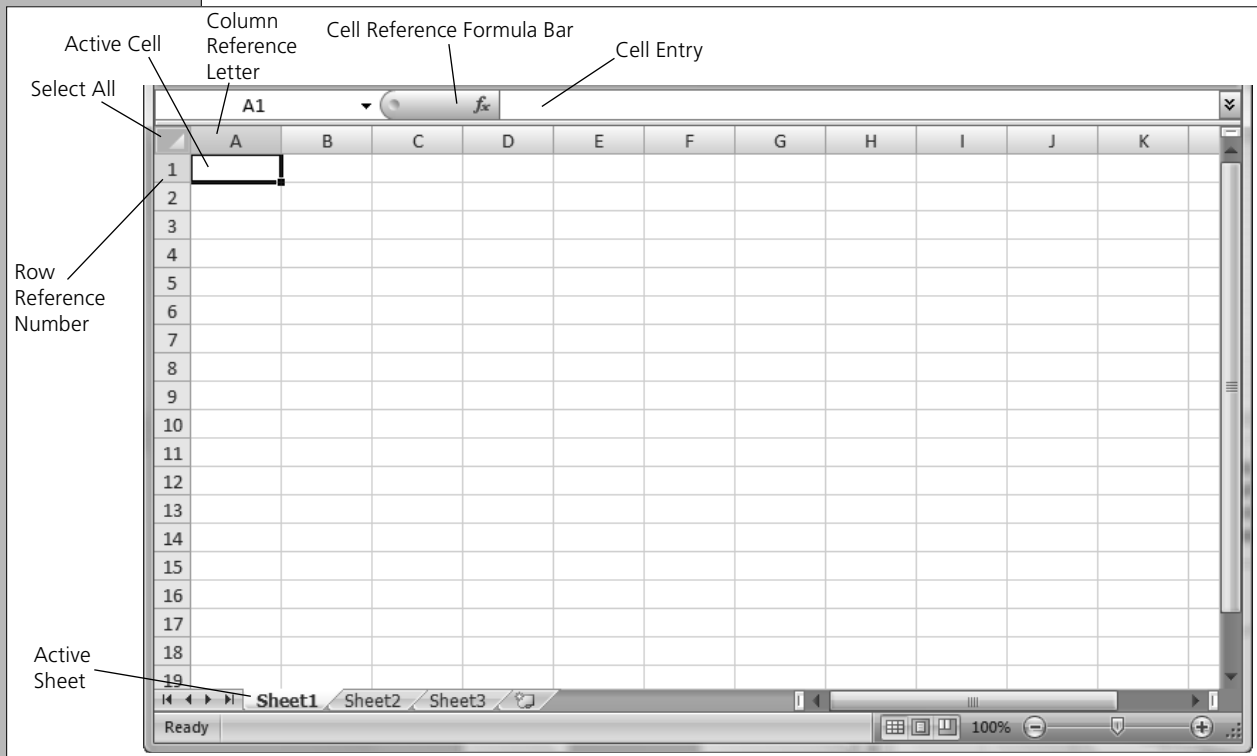 Column
Reference
Letter
Cell Reference Formula Bar
Active Cell
Cell Entry
Select All
A1
fx
A B C D E F G H I J K
1
2
3
4
5
6
7
8
9
10
11
12
13
14
15
16
17
18
19
Row
Reference
Number
Active
Sheet
Sheet1 Sheet2 Sheet3
Ready
100%